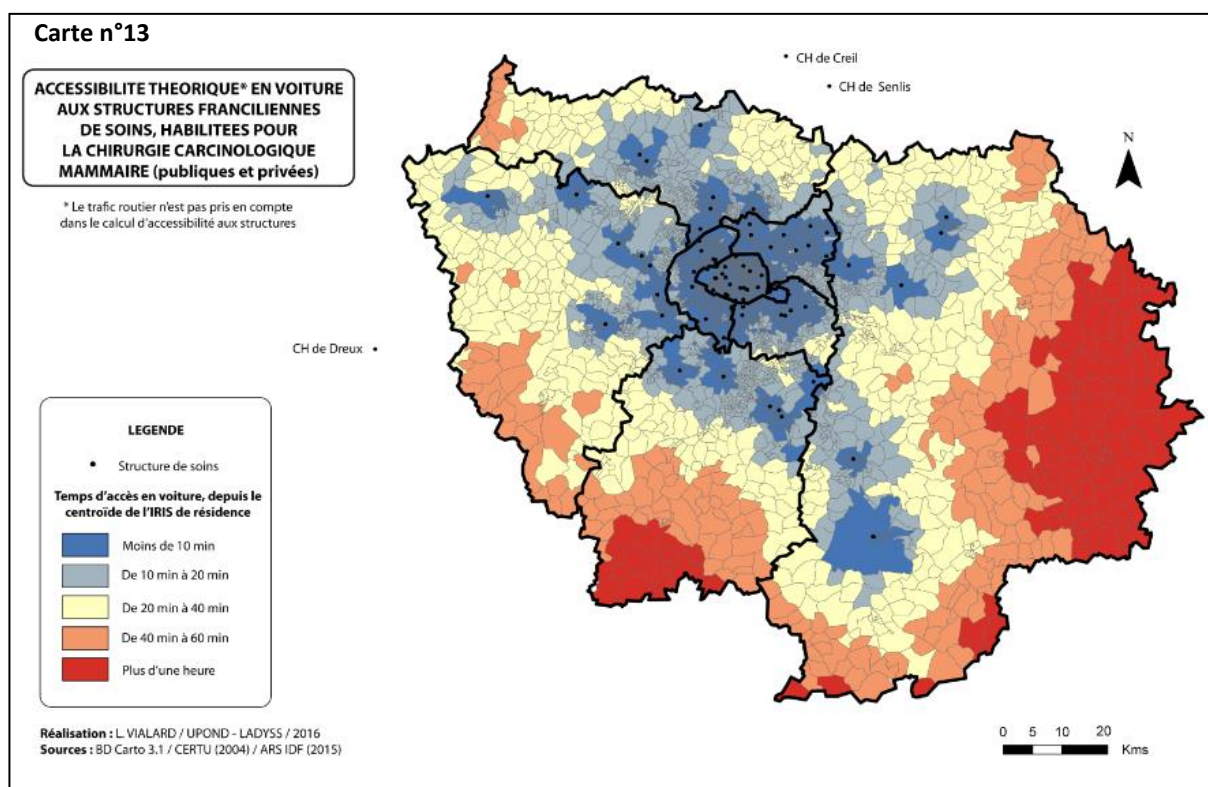 Carte n°13
ACCESSIBILITE THEORIQUE* EN VOITURE
AUX STRUCTURES FRANCILIENNES
DE SOINS, HABILITEES POUR
LA CHIRURGIE CARCINOLOGIQUE
MAMMAIRE (publiques et privées)
* Le trafic routier n'est pas pris en compte
dans le calcul d'accessibilité aux structures
CH de Creil
CH de Senlis
N
CH de Dreux
LEGENDE
Structure de soins
Temps d'accès en voiture, depuis le
centroïde de l'IRIS de résidence
Moins de 10 min
De 10 min à 20 min
De 20 min à 40 min
De 40 min à 60 min
Plus d'une heure
Réalisation : L. VIALARD / UPOND - LADYSS / 2016
Sources : BD Carto 3.1 / CERTU (2004) / ARS IDF (2015)
0 5 10 20
Kms